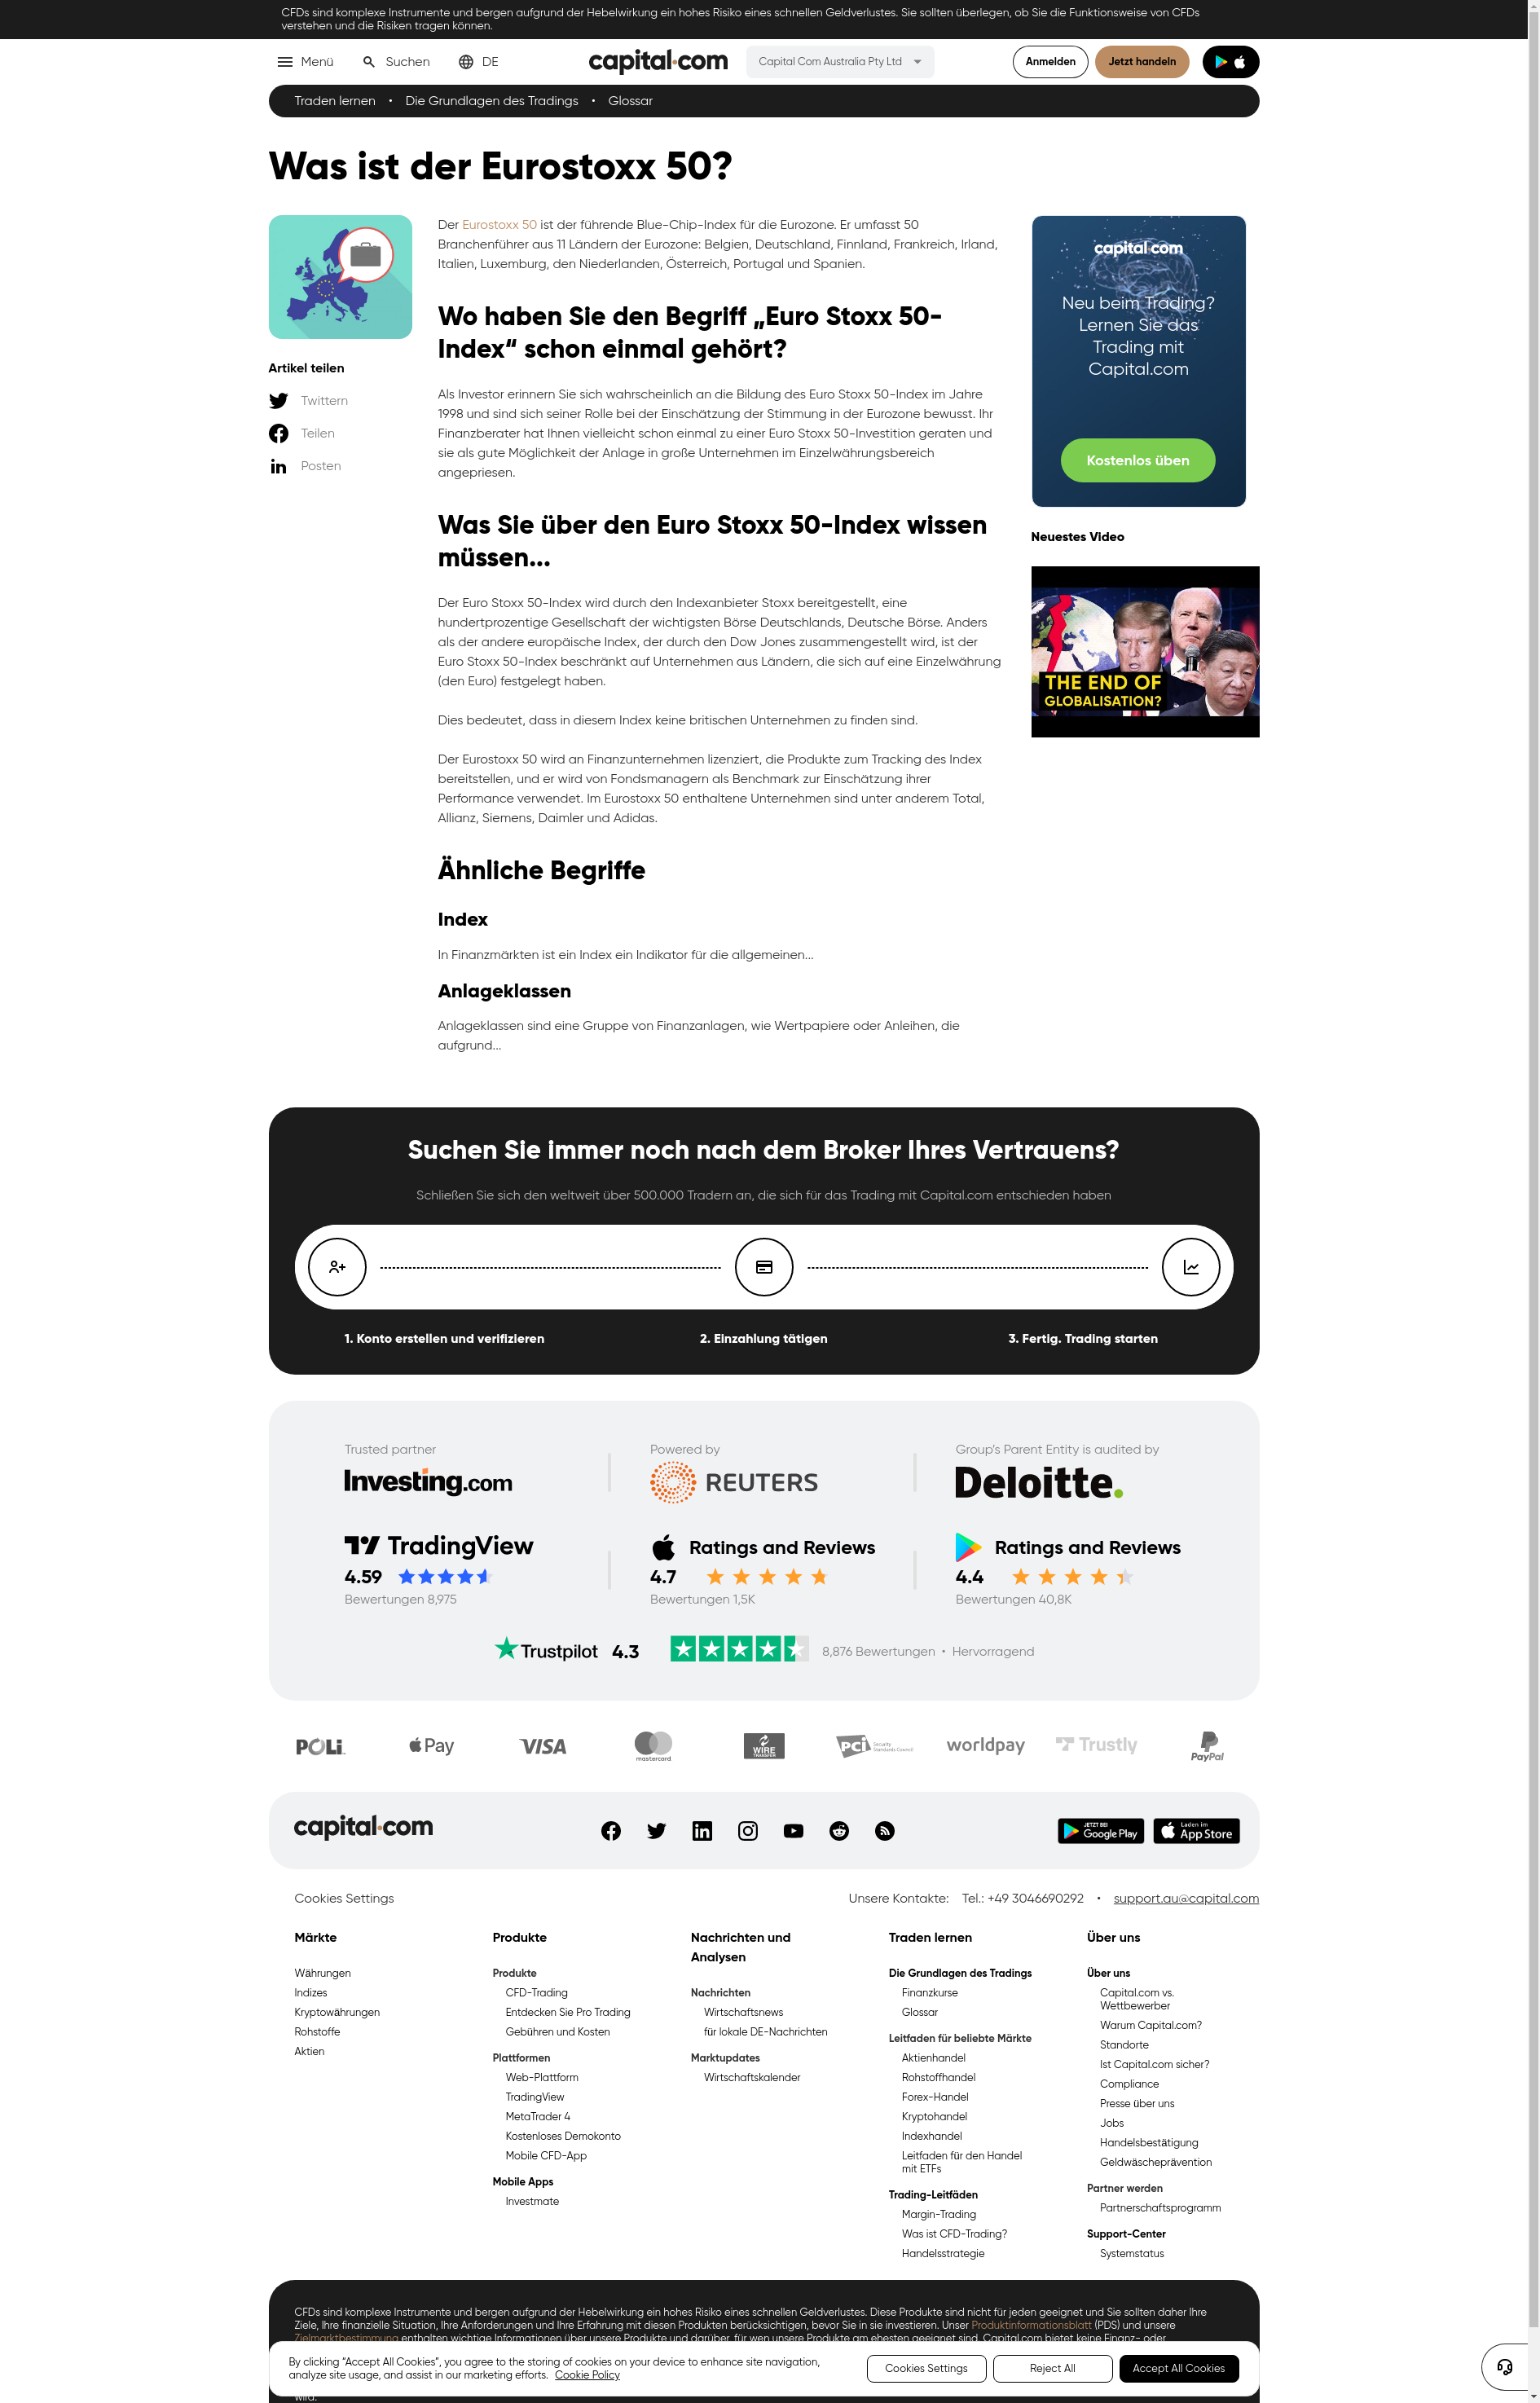 CFDs sind komplexe Instrumente und bergen aufgrund der Hebelwirkung ein hohes Risiko eines schnellen Geldverlustes. Sie sollten überlegen, ob Sie die Funktionsweise von CFDs
verstehen und die Risiken tragen können.
Menü Suchen DE capital.com Capital Com Australia Pty Ltd Anmelden Jetzt handeln
Traden lernen • Die Grundlagen des Tradings • Glossar
Was ist der Eurostoxx 50?
Artikel teilen
Twittern
Teilen
Posten
Der Eurostoxx 50 ist der führende Blue-Chip-Index für die Eurozone. Er umfasst 50
Branchenführer aus 11 Ländern der Eurozone: Belgien, Deutschland, Finnland, Frankreich, Irland,
Italien, Luxemburg, den Niederlanden, Österreich, Portugal und Spanien.
Wo haben Sie den Begriff „Euro Stoxx 50-
Index“ schon einmal gehört?
Als Investor erinnern Sie sich wahrscheinlich an die Bildung des Euro Stoxx 50-Index im Jahre
1998 und sind sich seiner Rolle bei der Einschätzung der Stimmung in der Eurozone bewusst. Ihr
Finanzberater hat Ihnen vielleicht schon einmal zu einer Euro Stoxx 50-Investition geraten und
sie als gute Möglichkeit der Anlage in große Unternehmen im Einzelwährungsbereich
angepriesen.
Was Sie über den Euro Stoxx 50-Index wissen
müssen...
Der Euro Stoxx 50-Index wird durch den Indexanbieter Stoxx bereitgestellt, eine
hundertprozentige Gesellschaft der wichtigsten Börse Deutschlands, Deutsche Börse. Anders
als der andere europäische Index, der durch den Dow Jones zusammengestellt wird, ist der
Euro Stoxx 50-Index beschränkt auf Unternehmen aus Ländern, die sich auf eine Einzelwährung
(den Euro) festgelegt haben.
Dies bedeutet, dass in diesem Index keine britischen Unternehmen zu finden sind.
Der Eurostoxx 50 wird an Finanzunternehmen lizenziert, die Produkte zum Tracking des Index
bereitstellen, und er wird von Fondsmanagern als Benchmark zur Einschätzung ihrer
Performance verwendet. Im Eurostoxx 50 enthaltene Unternehmen sind unter anderem Total,
Allianz, Siemens, Daimler und Adidas.
Ähnliche Begriffe
Index
In Finanzmärkten ist ein Index ein Indikator für die allgemeinen...
Anlageklassen
Anlageklassen sind eine Gruppe von Finanzanlagen, wie Wertpapiere oder Anleihen, die
aufgrund...
capital.com
Neu beim Trading?
Lernen Sie das
Trading mit
Capital.com
Kostenlos üben
Neuestes Video
THE END OF
GLOBALISATION?
Suchen Sie immer noch nach dem Broker Ihres Vertrauens?
Schließen Sie sich den weltweit über 500.000 Tradern an, die sich für das Trading mit Capital.com entschieden haben
1. Konto erstellen und verifizieren 2. Einzahlung tätigen 3. Fertig. Trading starten
Trusted partner Powered by Group's Parent Entity is audited by
Investing.com REUTERS Deloitte.
TradingView Ratings and Reviews Ratings and Reviews
4.59 4.7 4.4
Bewertungen 8,975 Bewertungen 1,5K Bewertungen 40,8K
Trustpilot 4.3 8,876 Bewertungen • Hervorragend
POLi Apple Pay VISA mastercard WIRE TRANSFER PCI Security Standards Council worldpay Trustly PayPal
capital.com JETZT BEI Google Play Laden im App Store
Cookies Settings Unsere Kontakte: Tel.: +49 3046690292 • support.au@capital.com
Märkte
Währungen
Indizes
Kryptowährungen
Rohstoffe
Aktien
Produkte
Produkte
CFD-Trading
Entdecken Sie Pro Trading
Gebühren und Kosten
Plattformen
Web-Plattform
TradingView
MetaTrader 4
Kostenloses Demokonto
Mobile CFD-App
Mobile Apps
Investmate
Nachrichten und
Analysen
Nachrichten
Wirtschaftsnews
für lokale DE-Nachrichten
Marktupdates
Wirtschaftskalender
Traden lernen
Die Grundlagen des Tradings
Finanzkurse
Glossar
Leitfaden für beliebte Märkte
Aktienhandel
Rohstoffhandel
Forex-Handel
Kryptohandel
Indexhandel
Leitfaden für den Handel
mit ETFs
Trading-Leitfäden
Margin-Trading
Was ist CFD-Trading?
Handelsstrategie
Über uns
Über uns
Capital.com vs.
Wettbewerber
Warum Capital.com?
Standorte
Ist Capital.com sicher?
Compliance
Presse über uns
Jobs
Handelsbestätigung
Geldwäscheprävention
Partner werden
Partnerschaftsprogramm
Support-Center
Systemstatus
CFDs sind komplexe Instrumente und bergen aufgrund der Hebelwirkung ein hohes Risiko eines schnellen Geldverlustes. Diese Produkte sind nicht für jeden geeignet und Sie sollten daher Ihre
Ziele, Ihre finanzielle Situation, Ihre Anforderungen und Ihre Erfahrung mit diesen Produkten berücksichtigen, bevor Sie in sie investieren. Unser Produktinformationsblatt (PDS) und unsere
Zielmarktbestimmung enthalten wichtige Informationen über unsere Produkte und darüber, für wen unsere Produkte am ehesten geeignet sind. Capital.com bietet keine Finanz- oder
By clicking “Accept All Cookies”, you agree to the storing of cookies on your device to enhance site navigation,
analyze site usage, and assist in our marketing efforts. Cookie Policy
Cookies Settings Reject All Accept All Cookies
wird.